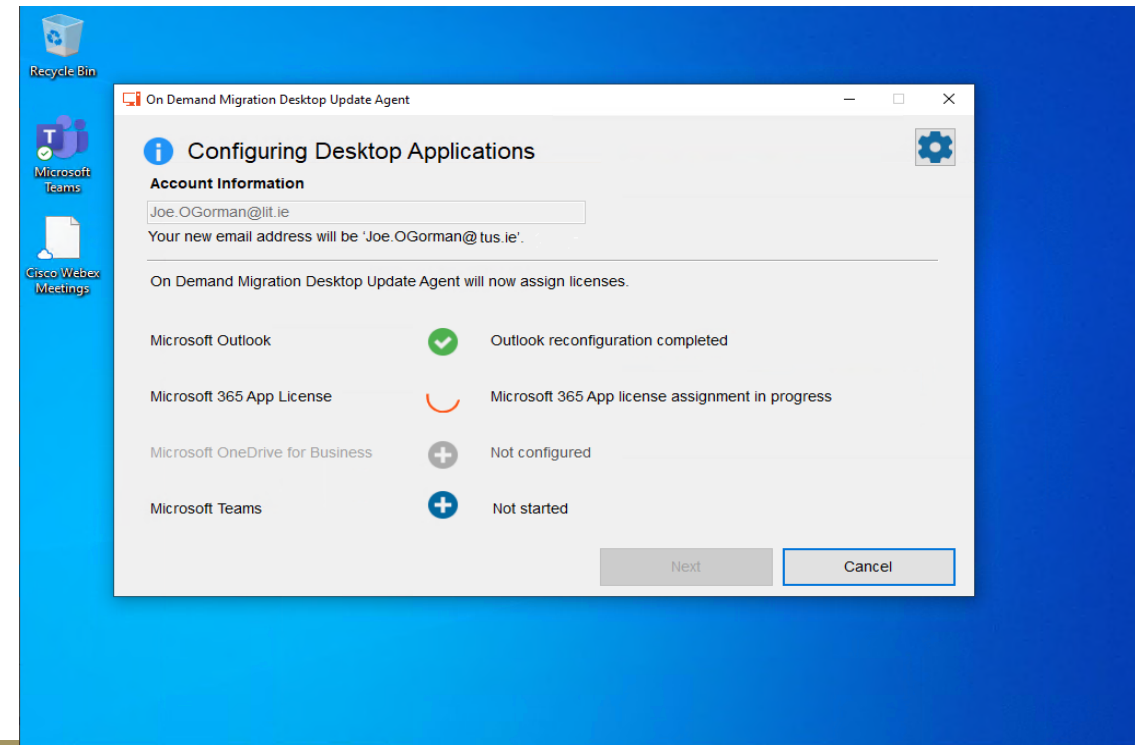 Recycle Bin
On Demand Migration Desktop Update Agent
Microsoft
Teams
Cisco Webex
Meetings
Configuring Desktop Applications
Account Information
Joe.OGorman@lit.ie
Your new email address will be 'Joe.OGorman@tus.ie'.
On Demand Migration Desktop Update Agent will now assign licenses.
Microsoft Outlook Outlook reconfiguration completed
Microsoft 365 App License Microsoft 365 App license assignment in progress
Microsoft OneDrive for Business Not configured
Microsoft Teams Not started
Next Cancel